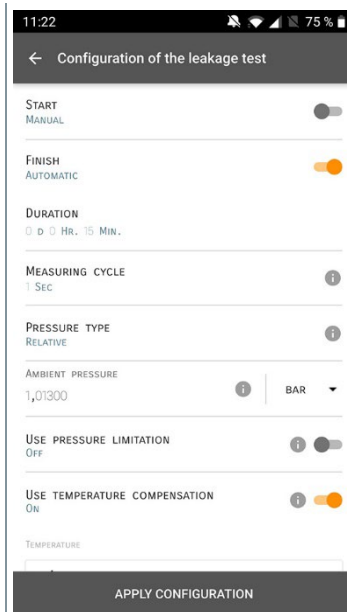 11:22
75 %
Configuration of the leakage test
START
MANUAL
FINISH
AUTOMATIC
DURATION
0 D 0 HR. 15 MIN.
MEASURING CYCLE
1 SEC
PRESSURE TYPE
RELATIVE
AMBIENT PRESSURE
1,01300
BAR
USE PRESSURE LIMITATION
OFF
USE TEMPERATURE COMPENSATION
ON
TEMPERATURE
APPLY CONFIGURATION